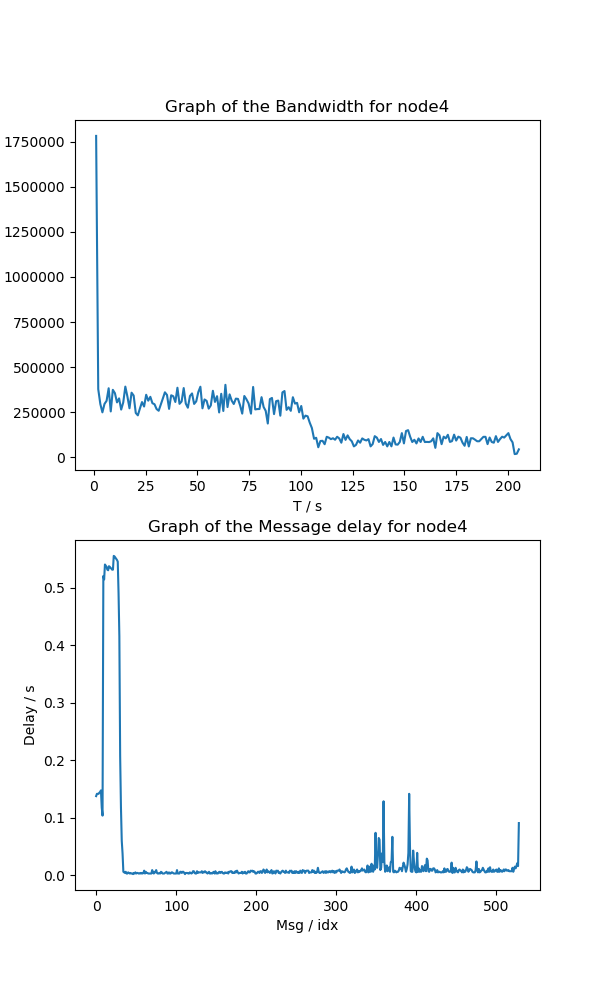 Graph of the Bandwidth for node4
1750000
1500000
1250000
1000000
750000
500000
250000
0
0 25 50 75 100 125 150 175 200
T / s
Graph of the Message delay for node4
0.5
0.4
0.3
0.2
0.1
0.0
Delay / s
0 100 200 300 400 500
Msg / idx